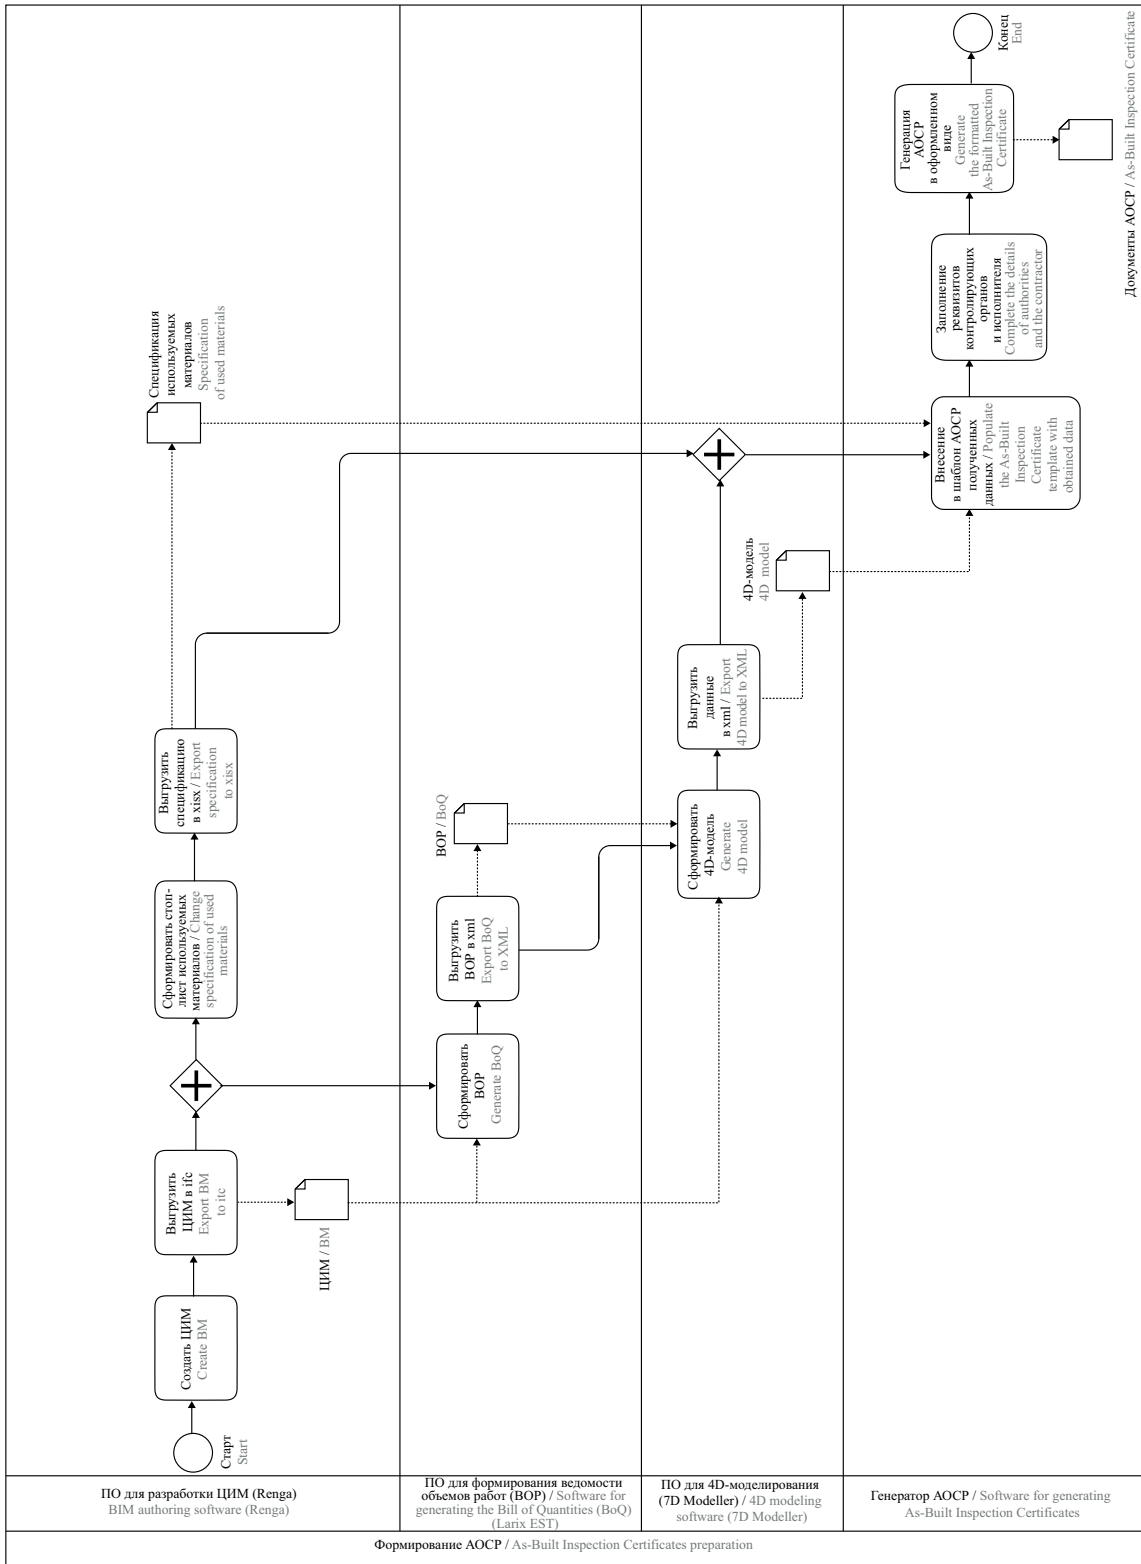 Формирование АОСР / As-Built Inspection Certificates preparation
ПО для разработки ЦИМ (Renga)
BIM authoring software (Renga)
Старт
Start
Создать ЦИМ
Create BM
Выгрузить
ЦИМ в ifc
Export BM
to itc
ЦИМ / BM
Сформировать стоп-
лист используемых
материалов / Change
specification of used
materials
Выгрузить
спецификацию
в xisx / Export
specification
to xisx
Спецификация
используемых
материалов
Specification
of used materials
ПО для формирования ведомости
объемов работ (ВОР) / Software for
generating the Bill of Quantities (BoQ)
(Larix EST)
Сформировать
ВОР
Generate BoQ
Выгрузить
ВОР в xml
Export BoQ
to XML
ВОР / BoQ
ПО для 4D-моделирования
(7D Modeller) / 4D modeling
software (7D Modeller)
Сформировать
4D-модель
Generate
4D model
Выгрузить
данные
в xml / Export
4D model to XML
4D-модель
4D model
Генератор АОСР / Software for generating
As-Built Inspection Certificates
Внесение
в шаблон АОСР
полученных
данных / Populate
the As-Built
Inspection
Certificate
template with
obtained data
Заполнение
реквизитов
контролирующих
органов
и исполнителя
Complete the details
of authorities
and the contractor
Генерация
АОСР
в оформленном
виде
Generate
the formatted
As-Built Inspection
Certificate
Конец
End
Документы АОСР / As-Built Inspection Certificate